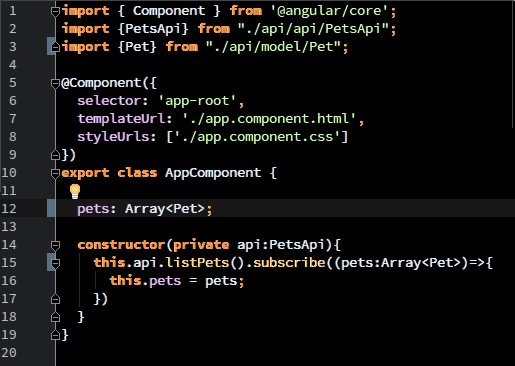 1 import { Component } from '@angular/core';
2 import {PetsApi} from "./api/api/PetsApi";
3 import {Pet} from "./api/model/Pet";
4
5 @Component({
6   selector: 'app-root',
7   templateUrl: './app.component.html',
8   styleUrls: ['./app.component.css']
9 })
10 export class AppComponent {
11
12   pets: Array<Pet>;
13
14   constructor(private api:PetsApi){
15     this.api.listPets().subscribe((pets:Array<Pet>)=>{
16       this.pets = pets;
17     })
18   }
19 }
20